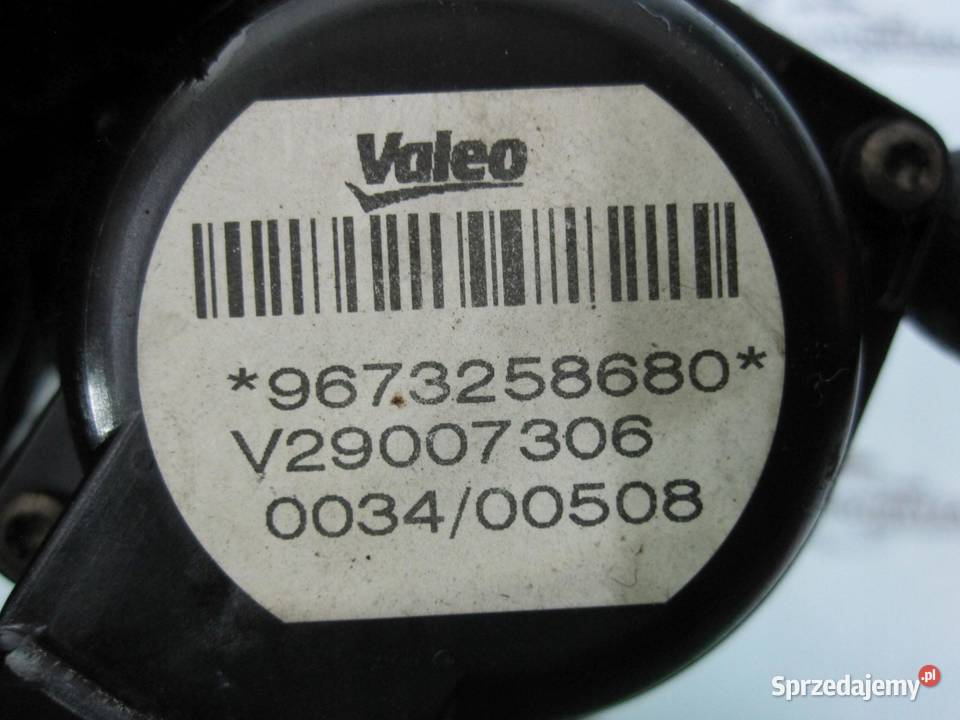 Valeo
*9673258680*
V29007306
0034/00508
Sprzedajemy.pl